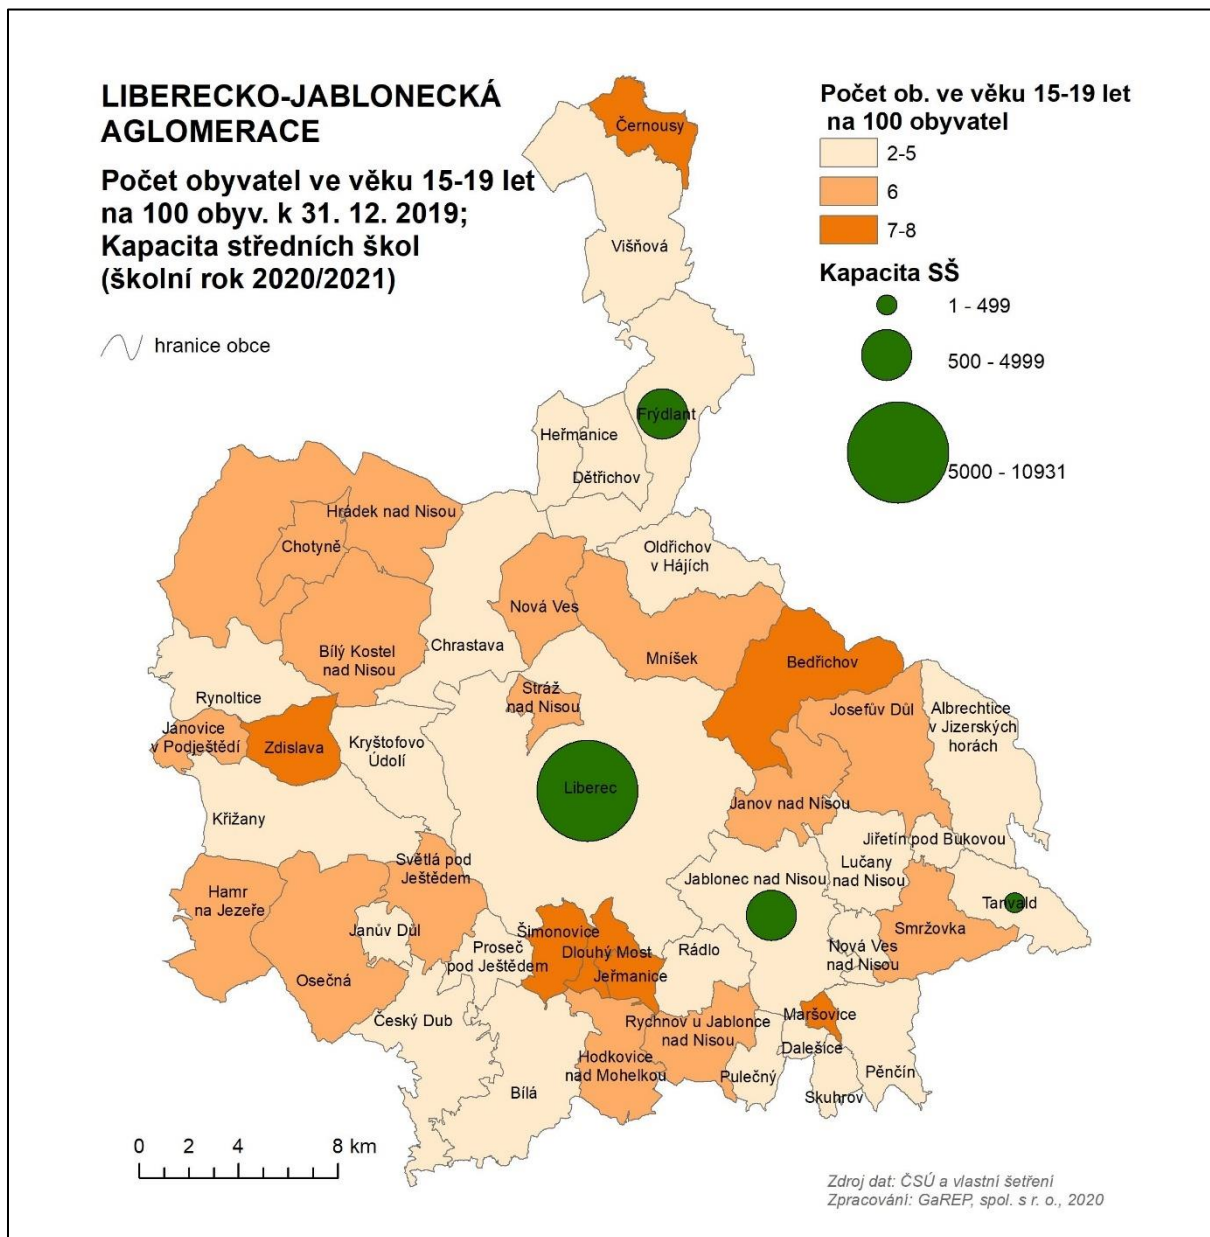 LIBERECKO-JABLONECKÁ
AGLOMERACE
Počet obyvatel ve věku 15-19 let
na 100 obyv. k 31. 12. 2019;
Kapacita středních škol
(školní rok 2020/2021)
hranice obce
Počet ob. ve věku 15-19 let
na 100 obyvatel
2-5
6
7-8
Kapacita SŠ
1 - 499
500 - 4999
5000 - 10931
Černousy
Višňová
Frýdlant
Heřmanice
Dětřichov
Hrádek nad Nisou
Chotyně
Oldřichov
v Hájích
Nová Ves
Chrastava
Mníšek
Bílý Kostel
nad Nisou
Bedřichov
Rynoltice
Stráž
nad Nisou
Josefův Důl
Albrechtice
v Jizerských
horách
Janovice
v Podještědí
Zdislava
Kryštofovo
Údolí
Liberec
Janov nad Nisou
Křižany
Jiřetín pod Bukovou
Světlá pod
Ještědem
Lučany
nad Nisou
Jablonec nad Nisou
Hamr
na Jezeře
Tanvald
Janův Důl
Šimonovice
Smržovka
Proseč
pod Ještědem
Dlouhý Most
Rádlo
Nová Ves
nad Nisou
Jeřmanice
Osečná
Český Dub
Maršovice
Rychnov u Jablonce
nad Nisou
Dalešice
Hodkovice
nad Mohelkou
Pulečný
Pěnčín
Bílá
Skuhrov
0 2 4 8 km
Zdroj dat: ČSÚ a vlastní šetření
Zpracování: GaREP, spol. s r. o., 2020